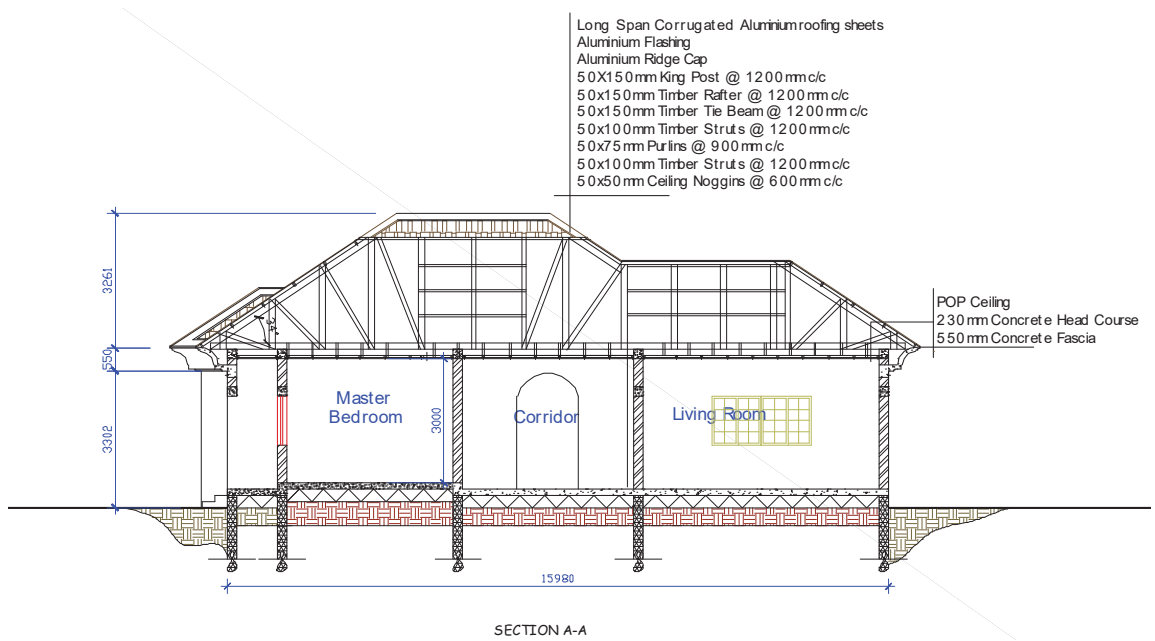 Long Span Corrugated Aluminium roofing sheets
Aluminium Flashing
Aluminium Ridge Cap
50X150mm King Post @ 1200mm c/c
50x150mm Timber Rafter @ 1200mm c/c
50x150mm Timber Tie Beam @ 1200mm c/c
50x100mm Timber Struts @ 1200mm c/c
50x75mm Purlins @ 900mm c/c
50x100mm Timber Struts @ 1200mm c/c
50x50mm Ceiling Noggins @ 600mm c/c
3261
34°
POP Ceiling
230mm Concrete Head Course
550mm Concrete Fascia
550
Master
Bedroom
3000
Corridor
Living Room
3302
15980
SECTION A-A